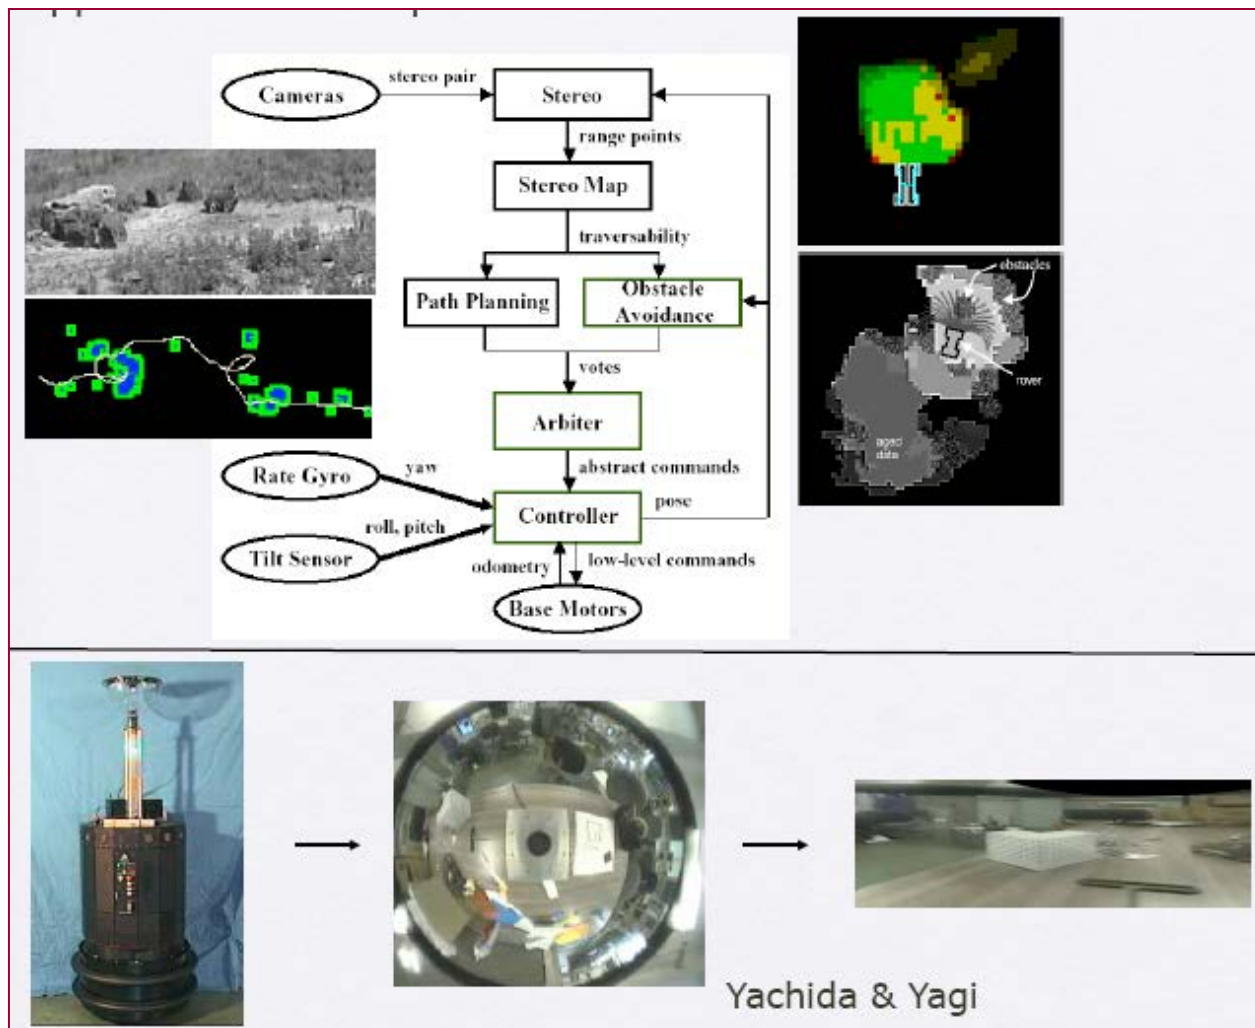 stereo pair
Cameras
Stereo
range points
Stereo Map
traversability
Path Planning
Obstacle
Avoidance
votes
Arbiter
Rate Gyro
yaw
abstract commands
Controller
pose
roll, pitch
Tilt Sensor
odometry
low-level commands
Base Motors
obstacles
rover
aged
data
Yachida & Yagi